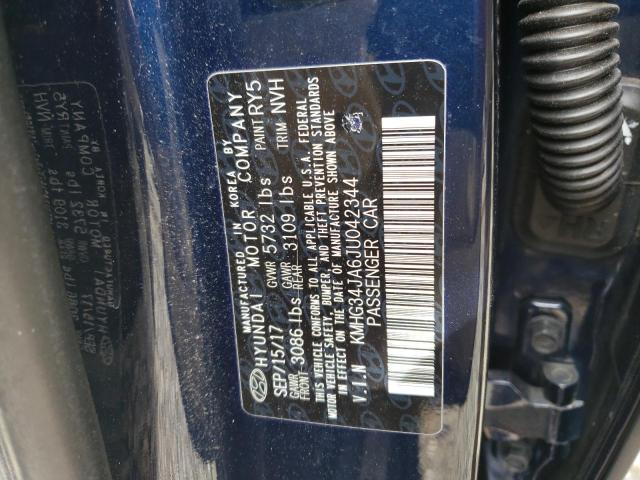 MANUFACTURED IN KOREA BY
HYUNDAI MOTOR COMPANY
SEP/15/17 GVWR 5732 lbs PAINT RY5
GAWR FRONT 3086 lbs GAWR REAR 3109 lbs TRIM NVH
THIS VEHICLE CONFORMS TO ALL APPLICABLE U.S.A. FEDERAL
MOTOR VEHICLE SAFETY, BUMPER, AND THEFT PREVENTION STANDARDS
IN EFFECT ON THE DATE OF MANUFACTURE SHOWN ABOVE
V.I.N KMHG34JA6JU042344
PASSENGER CAR